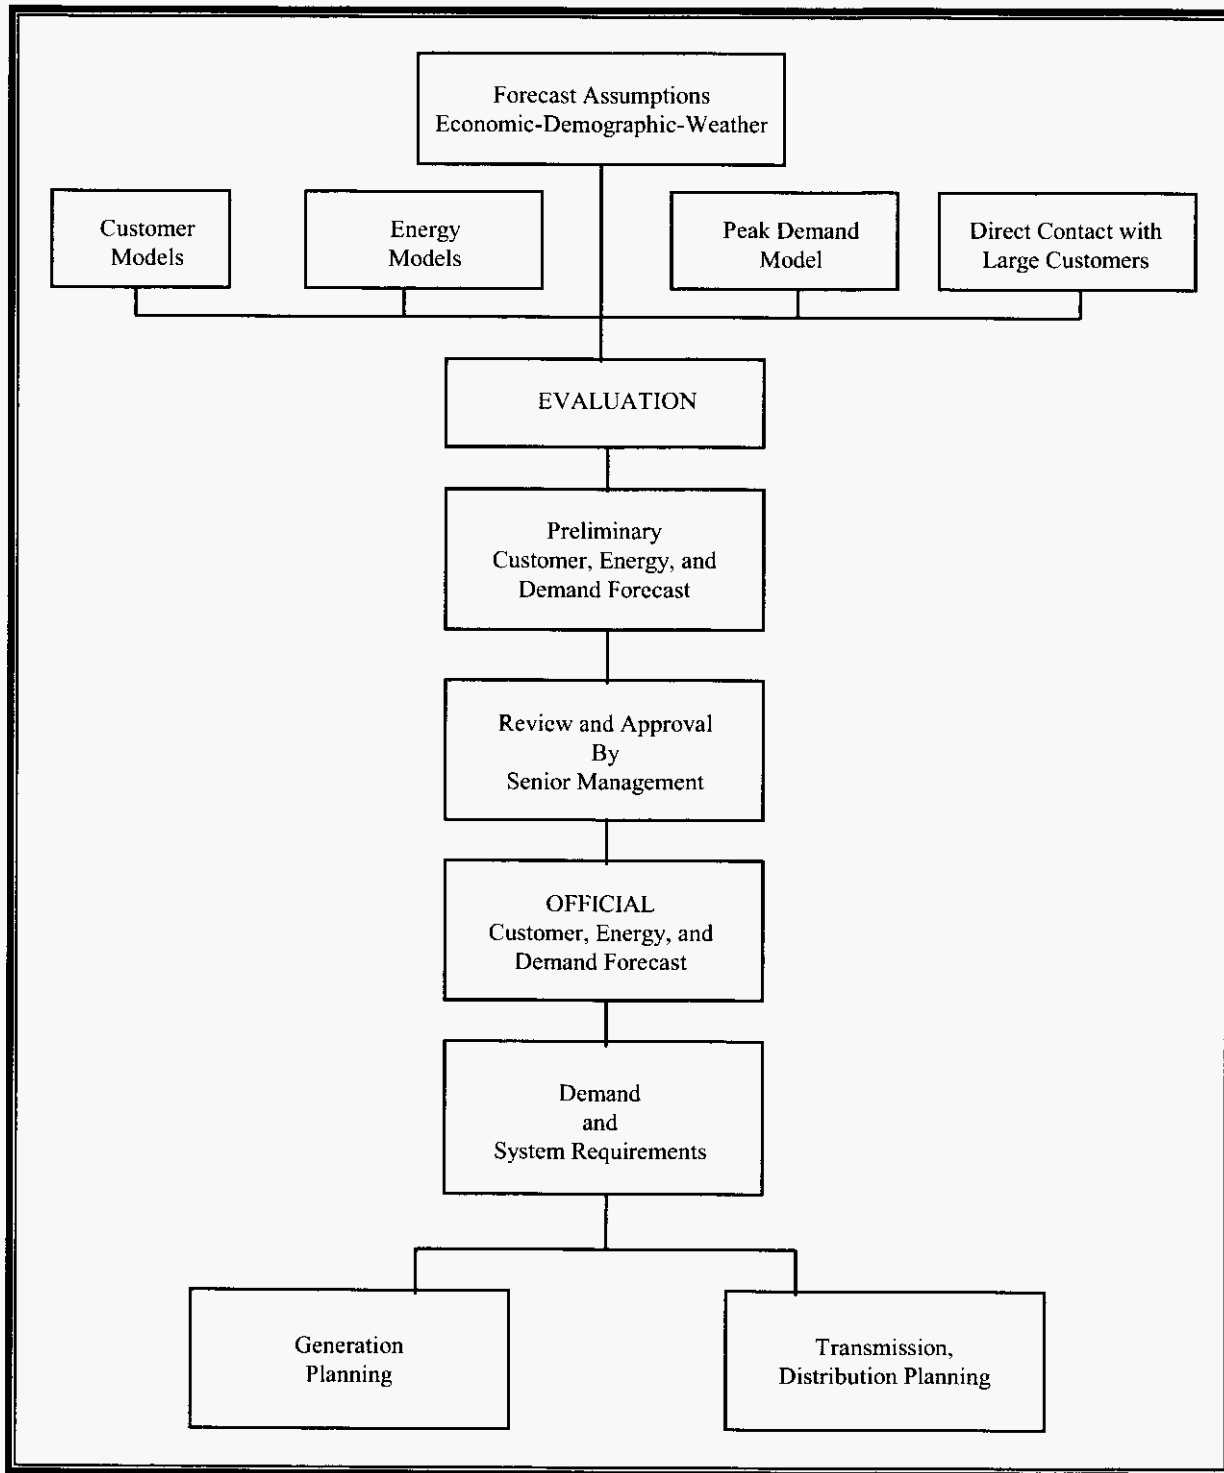 Forecast Assumptions
Economic-Demographic-Weather
Customer
Models
Energy
Models
Peak Demand
Model
Direct Contact with
Large Customers
EVALUATION
Preliminary
Customer, Energy, and
Demand Forecast
Review and Approval
By
Senior Management
OFFICIAL
Customer, Energy, and
Demand Forecast
Demand
and
System Requirements
Generation
Planning
Transmission,
Distribution Planning